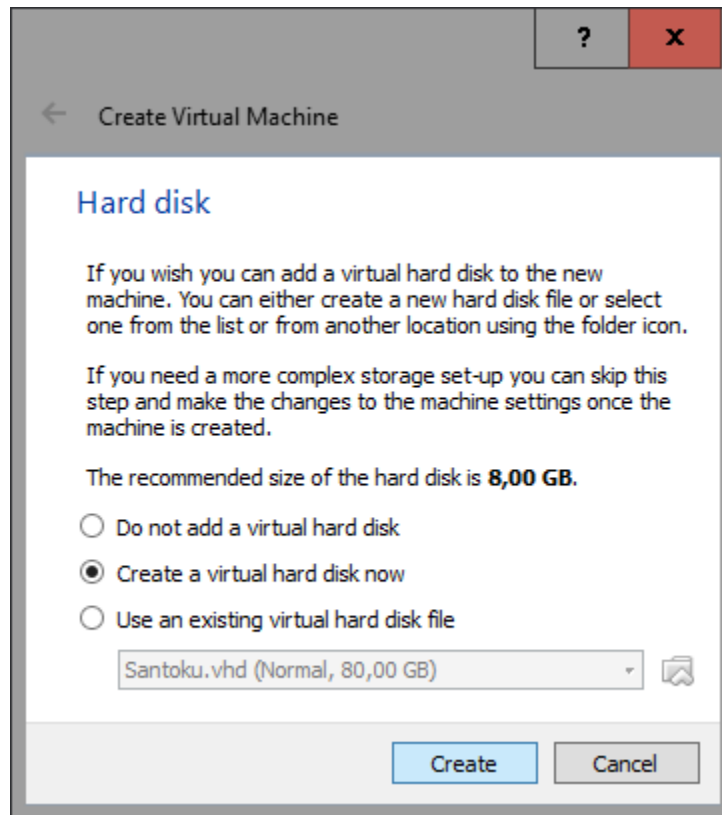 ?
x
Create Virtual Machine
Hard disk
If you wish you can add a virtual hard disk to the new
machine. You can either create a new hard disk file or select
one from the list or from another location using the folder icon.
If you need a more complex storage set-up you can skip this
step and make the changes to the machine settings once the
machine is created.
The recommended size of the hard disk is 8,00 GB.
Do not add a virtual hard disk
Create a virtual hard disk now
Use an existing virtual hard disk file
Santoku.vhd (Normal, 80,00 GB)
Create Cancel